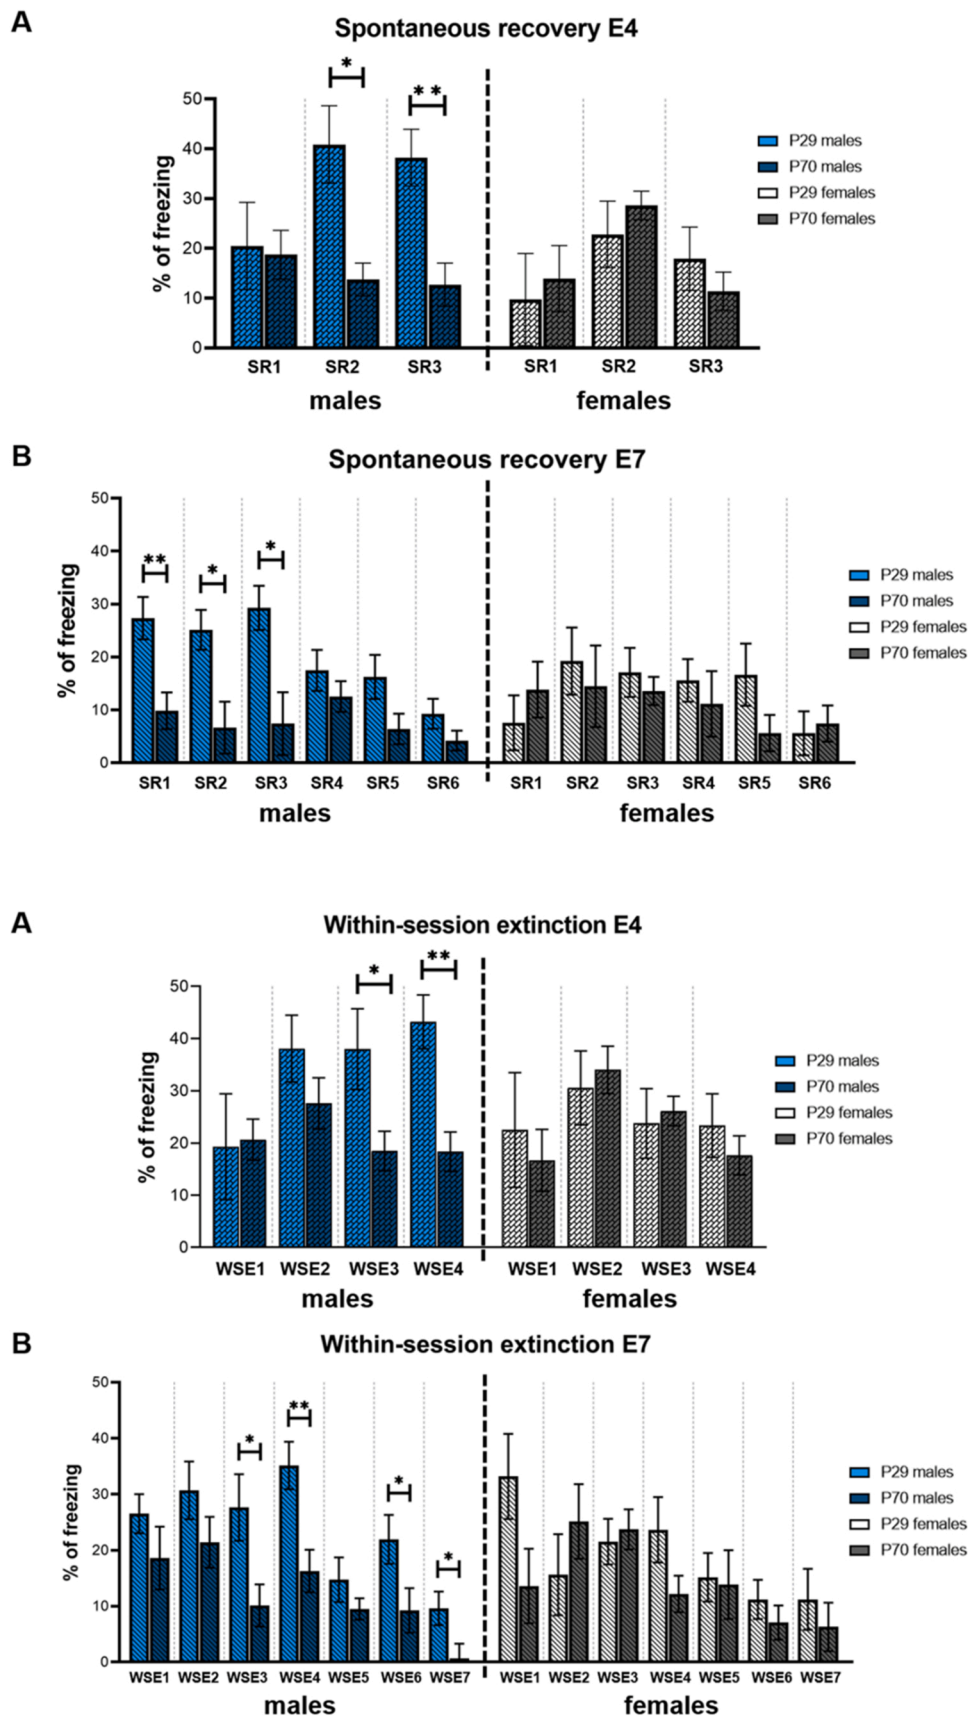 A
Spontaneous recovery E4
*
**
50
40
30
20
10
0
% of freezing
P29 males
P70 males
P29 females
P70 females
SR1 SR2 SR3 SR1 SR2 SR3
males females
B
Spontaneous recovery E7
** * *
50
40
30
20
10
0
% of freezing
P29 males
P70 males
P29 females
P70 females
SR1 SR2 SR3 SR4 SR5 SR6 SR1 SR2 SR3 SR4 SR5 SR6
males females
A
Within-session extinction E4
* **
50
40
30
20
10
0
% of freezing
P29 males
P70 males
P29 females
P70 females
WSE1 WSE2 WSE3 WSE4 WSE1 WSE2 WSE3 WSE4
males females
B
Within-session extinction E7
* ** * *
50
40
30
20
10
0
% of freezing
P29 males
P70 males
P29 females
P70 females
WSE1 WSE2 WSE3 WSE4 WSE5 WSE6 WSE7 WSE1 WSE2 WSE3 WSE4 WSE5 WSE6 WSE7
males females